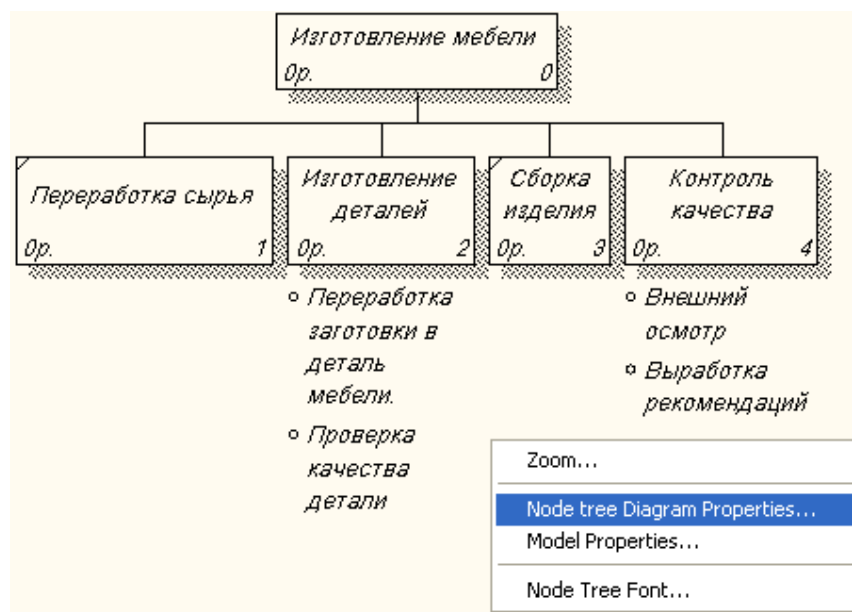 Изготовление мебели
0р. 0
Переработка сырья
0р. 1
Изготовление
деталей
0р. 2
Сборка
изделия
0р. 3
Контроль
качества
0р. 4
Переработка
заготовки в
деталь
мебели.
Проверка
качества
детали
Внешний
осмотр
Выработка
рекомендаций
Zoom...
Node tree Diagram Properties...
Model Properties...
Node Tree Font...